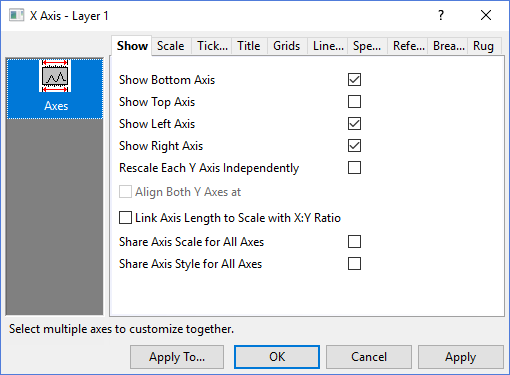 X Axis - Layer 1
?
Show Scale Tick... Title Grids Line... Spe... Refe... Brea... Rug
Axes
Show Bottom Axis
Show Top Axis
Show Left Axis
Show Right Axis
Rescale Each Y Axis Independently
Align Both Y Axes at
Link Axis Length to Scale with X:Y Ratio
Share Axis Scale for All Axes
Share Axis Style for All Axes
Select multiple axes to customize together.
Apply To... OK Cancel Apply